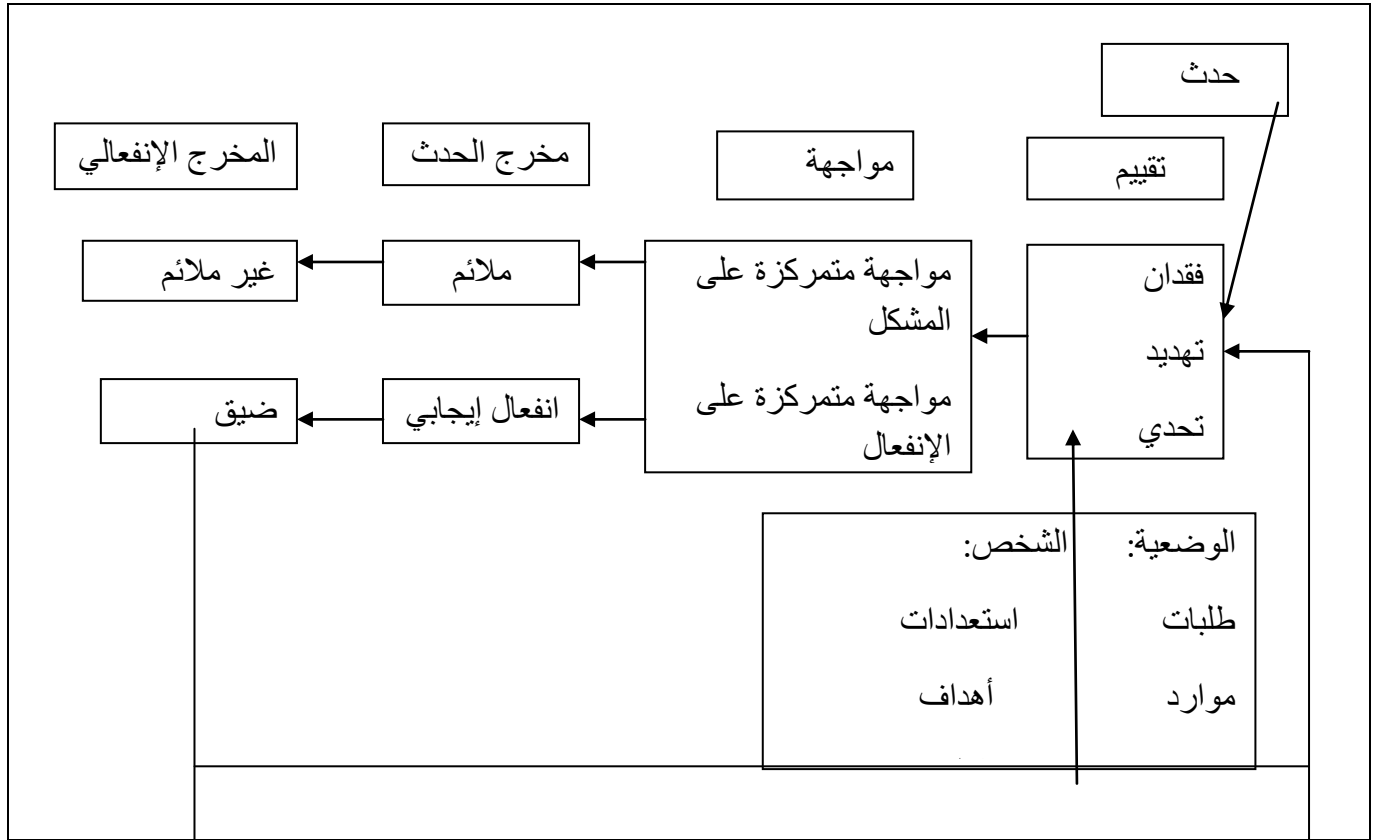 حدث
تقييم
مواجهة
مخرج الحدث
المخرج الإنفعالي
فقدان
تهديد
تحدي
مواجهة متمركزة على
المشكل
مواجهة متمركزة على
الإنفعال
ملائم
غير ملائم
انفعال إيجابي
ضيق
الوضعية: الشخص:
طلبات استعدادات
موارد أهداف